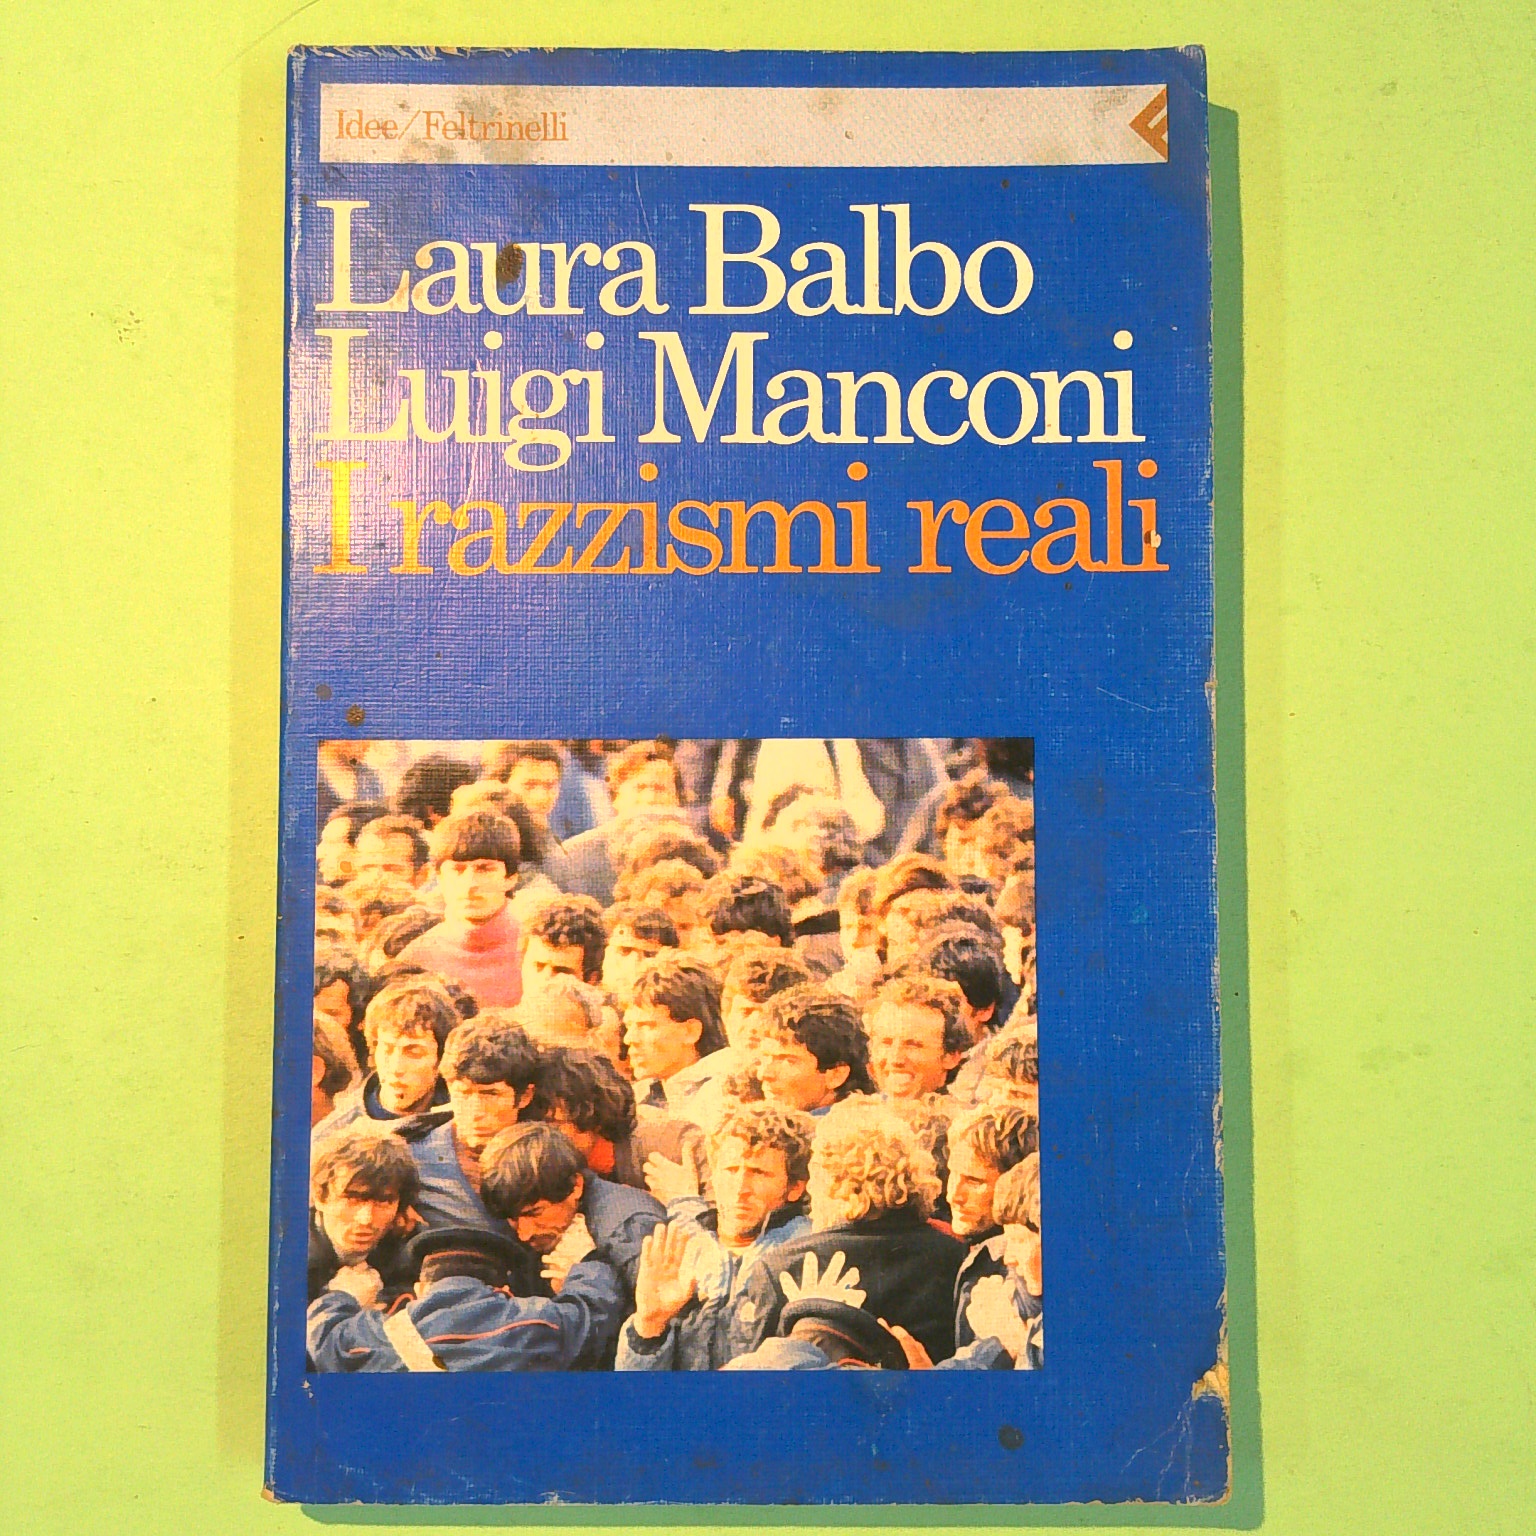 Idee/Feltrinelli
Laura Balbo
Luigi Manconi
I razzismi reali